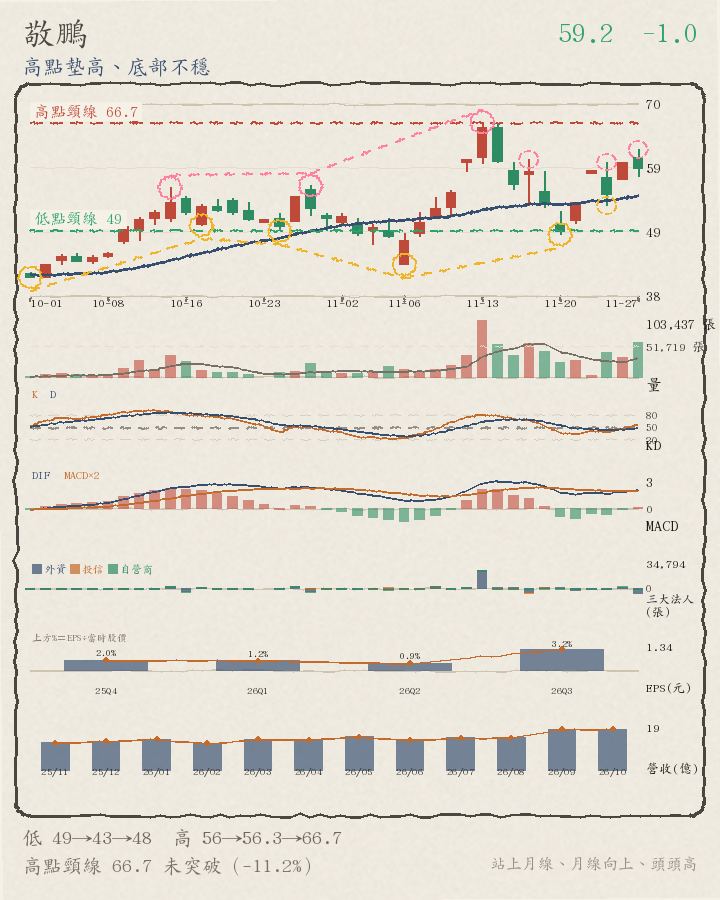 敬鵬 59.2 -1.0
高點墊高、底部不穩
高點頸線 66.7
低點頸線 49
70
59
49
38
10-01 10-08 10-16 10-23 11-02 11-06 11-13 11-20 11-27
103,437 張
51,719 張
量
K D
80
50
20
KD
DIF MACD×2
3
0
MACD
外資 投信 自營商
34,794
0
三大法人
(張)
上方%=EPS÷當時股價
2.0% 1.2% 0.9% 3.2%
1.34
25Q4 26Q1 26Q2 26Q3
EPS(元)
19
25/11 25/12 26/01 26/02 26/03 26/04 26/05 26/06 26/07 26/08 26/09 26/10
營收(億)
低 49→43→48 高 56→56.3→66.7
高點頸線 66.7 未突破 (-11.2%)
站上月線、月線向上、頭頭高